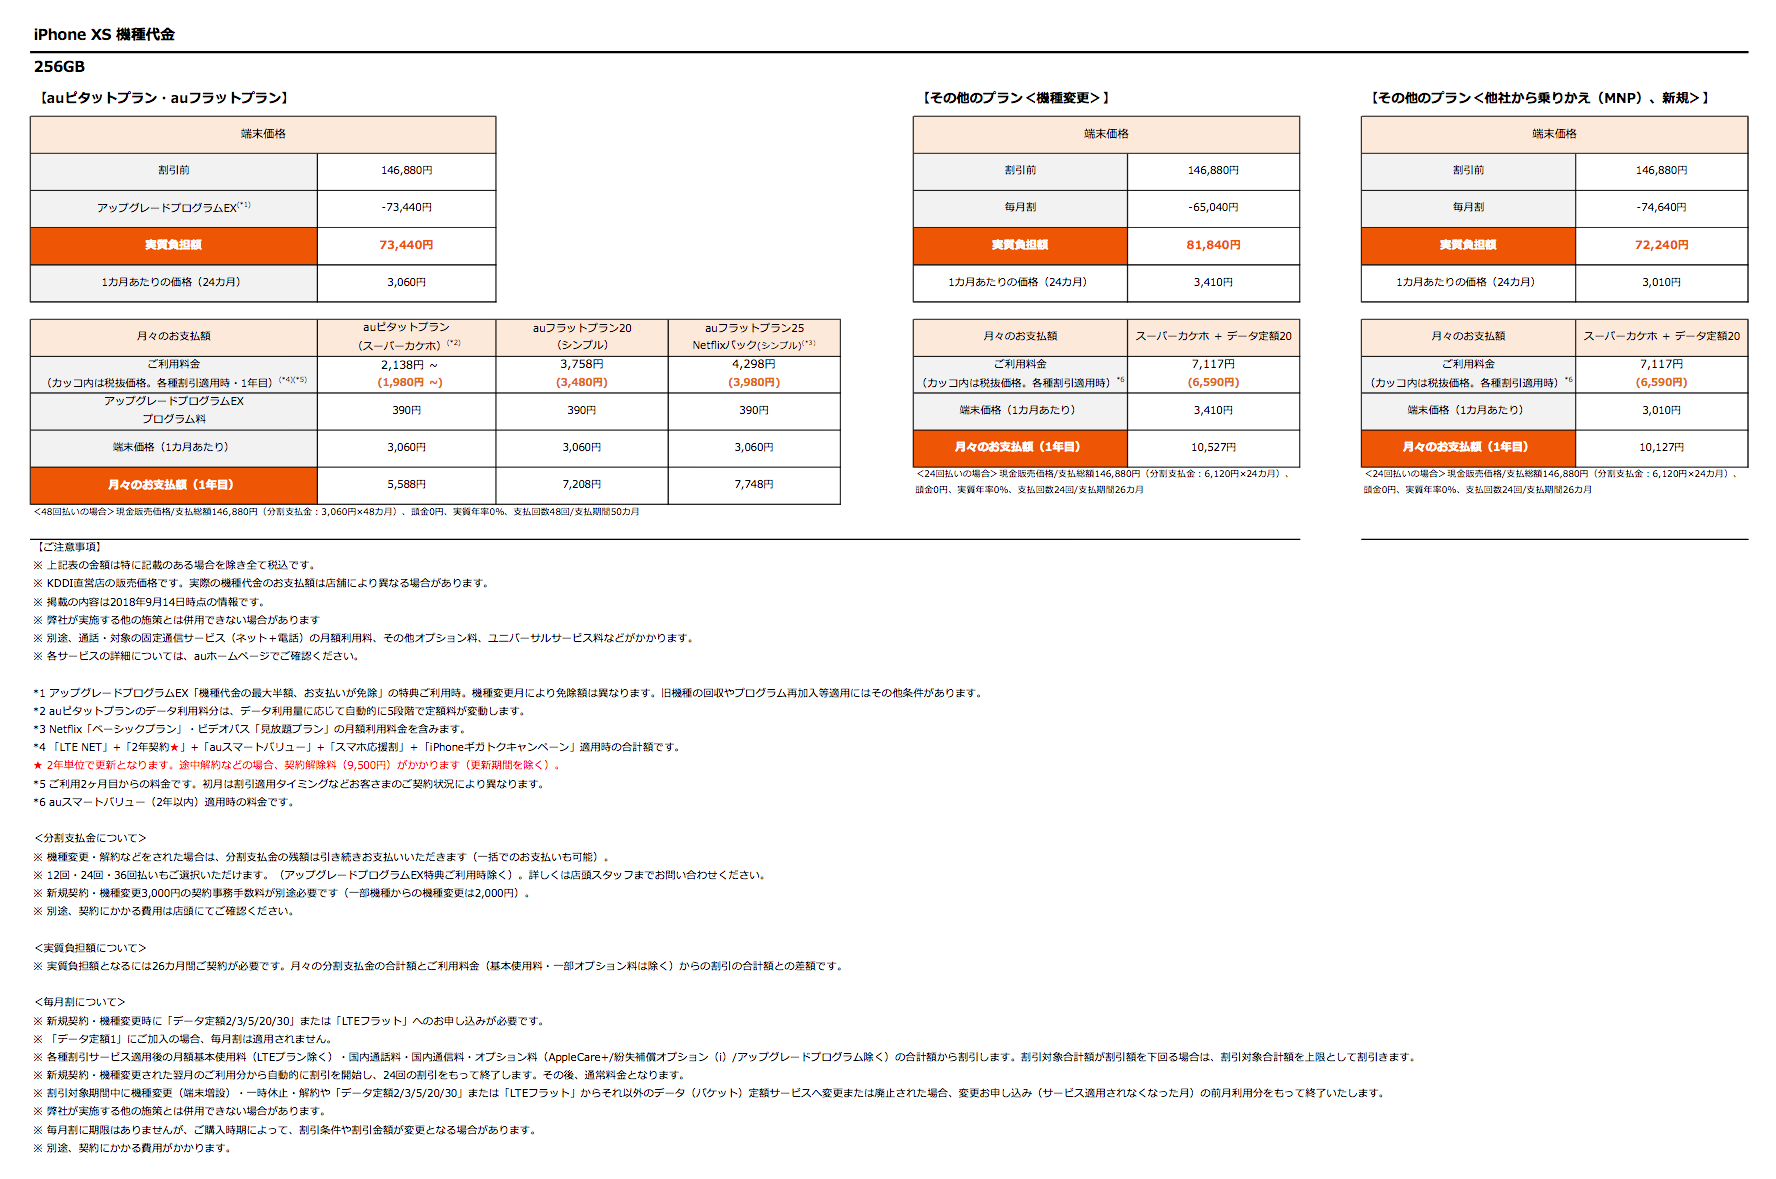 iPhone XS 機種代金
256GB
【auピタットプラン・auフラットプラン】
端末価格
割引前 146,880円
アップグレードプログラムEX(*1) -73,440円
実質負担額 73,440円
1カ月あたりの価格（24カ月） 3,060円
月々のお支払額 auピタットプラン（スーパーカケホ）(*2) auフラットプラン20（シンプル） auフラットプラン25 Netflixパック(シンプル)(*3)
ご利用料金 2,138円 ～ 3,758円 4,298円
（カッコ内は税抜価格。各種割引適用時・1年目）(*4)(*5) (1,980円 ～) (3,480円) (3,980円)
アップグレードプログラムEX プログラム料 390円 390円 390円
端末価格（1カ月あたり） 3,060円 3,060円 3,060円
月々のお支払額（1年目） 5,588円 7,208円 7,748円
＜48回払いの場合＞現金販売価格/支払総額146,880円（分割支払金：3,060円×48カ月）、頭金0円、実質年率0%、支払回数48回/支払期間50カ月
【その他のプラン＜機種変更＞】
端末価格
割引前 146,880円
毎月割 -65,040円
実質負担額 81,840円
1カ月あたりの価格（24カ月） 3,410円
月々のお支払額 スーパーカケホ + データ定額20
ご利用料金 7,117円
（カッコ内は税抜価格。各種割引適用時）*6 (6,590円)
端末価格（1カ月あたり） 3,410円
月々のお支払額（1年目） 10,527円
＜24回払いの場合＞現金販売価格/支払総額146,880円（分割支払金：6,120円×24カ月）、
頭金0円、実質年率0%、支払回数24回/支払期間26カ月
【その他のプラン＜他社から乗りかえ（MNP）、新規＞】
端末価格
割引前 146,880円
毎月割 -74,640円
実質負担額 72,240円
1カ月あたりの価格（24カ月） 3,010円
月々のお支払額 スーパーカケホ + データ定額20
ご利用料金 7,117円
（カッコ内は税抜価格。各種割引適用時）*6 (6,590円)
端末価格（1カ月あたり） 3,010円
月々のお支払額（1年目） 10,127円
＜24回払いの場合＞現金販売価格/支払総額146,880円（分割支払金：6,120円×24カ月）、
頭金0円、実質年率0%、支払回数24回/支払期間26カ月
【ご注意事項】
※ 上記表の金額は特に記載のある場合を除き全て税込です。
※ KDDI直営店の販売価格です。実際の機種代金のお支払額は店舗により異なる場合があります。
※ 掲載の内容は2018年9月14日時点の情報です。
※ 弊社が実施する他の施策とは併用できない場合があります
※ 別途、通話・対象の固定通信サービス（ネット+電話）の月額利用料、その他オプション料、ユニバーサルサービス料などがかかります。
※ 各サービスの詳細については、auホームページでご確認ください。
*1 アップグレードプログラムEX「機種代金の最大半額、お支払いが免除」の特典ご利用時。機種変更月により免除額は異なります。旧機種の回収やプログラム再加入等適用にはその他条件があります。
*2 auピタットプランのデータ利用料分は、データ利用量に応じて自動的に5段階で定額料が変動します。
*3 Netflix「ベーシックプラン」・ビデオパス「見放題プラン」の月額利用料金を含みます。
*4 「LTE NET」+「2年契約★」+「auスマートバリュー」+「スマホ応援割」+「iPhoneギガトクキャンペーン」適用時の合計額です。
★ 2年単位で更新となります。途中解約などの場合、契約解除料（9,500円）がかかります（更新期間を除く）。
*5 ご利用2ヶ月目からの料金です。初月は割引適用タイミングなどお客さまのご契約状況により異なります。
*6 auスマートバリュー（2年以内）適用時の料金です。
＜分割支払金について＞
※ 機種変更・解約などをされた場合は、分割支払金の残額は引き続きお支払いいただきます（一括でのお支払いも可能）。
※ 12回・24回・36回払いもご選択いただけます。（アップグレードプログラムEX特典ご利用時除く）。詳しくは店頭スタッフまでお問い合わせください。
※ 新規契約・機種変更3,000円の契約事務手数料が別途必要です（一部機種からの機種変更は2,000円）。
※ 別途、契約にかかる費用は店頭にてご確認ください。
＜実質負担額について＞
※ 実質負担額となるには26カ月間ご契約が必要です。月々の分割支払金の合計額とご利用料金（基本使用料・一部オプション料は除く）からの割引の合計額との差額です。
＜毎月割について＞
※ 新規契約・機種変更時に「データ定額2/3/5/20/30」または「LTEフラット」へのお申し込みが必要です。
※ 「データ定額1」にご加入の場合、毎月割は適用されません。
※ 各種割引サービス適用後の月額基本使用料（LTEプラン除く）・国内通話料・国内通信料・オプション料（AppleCare+/紛失補償オプション（i）/アップグレードプログラム除く）の合計額から割引します。割引対象合計額が割引額を下回る場合は、割引対象合計額を上限として割引きます。
※ 新規契約・機種変更された翌月のご利用分から自動的に割引を開始し、24回の割引をもって終了します。その後、通常料金となります。
※ 割引対象期間中に機種変更（端末増設）・一時休止・解約や「データ定額2/3/5/20/30」または「LTEフラット」からそれ以外のデータ（パケット）定額サービスへ変更または廃止された場合、変更お申し込み（サービス適用されなくなった月）の前月利用分をもって終了いたします。
※ 弊社が実施する他の施策とは併用できない場合があります。
※ 毎月割に期限はありませんが、ご購入時期によって、割引条件や割引金額が変更となる場合があります。
※ 別途、契約にかかる費用がかかります。